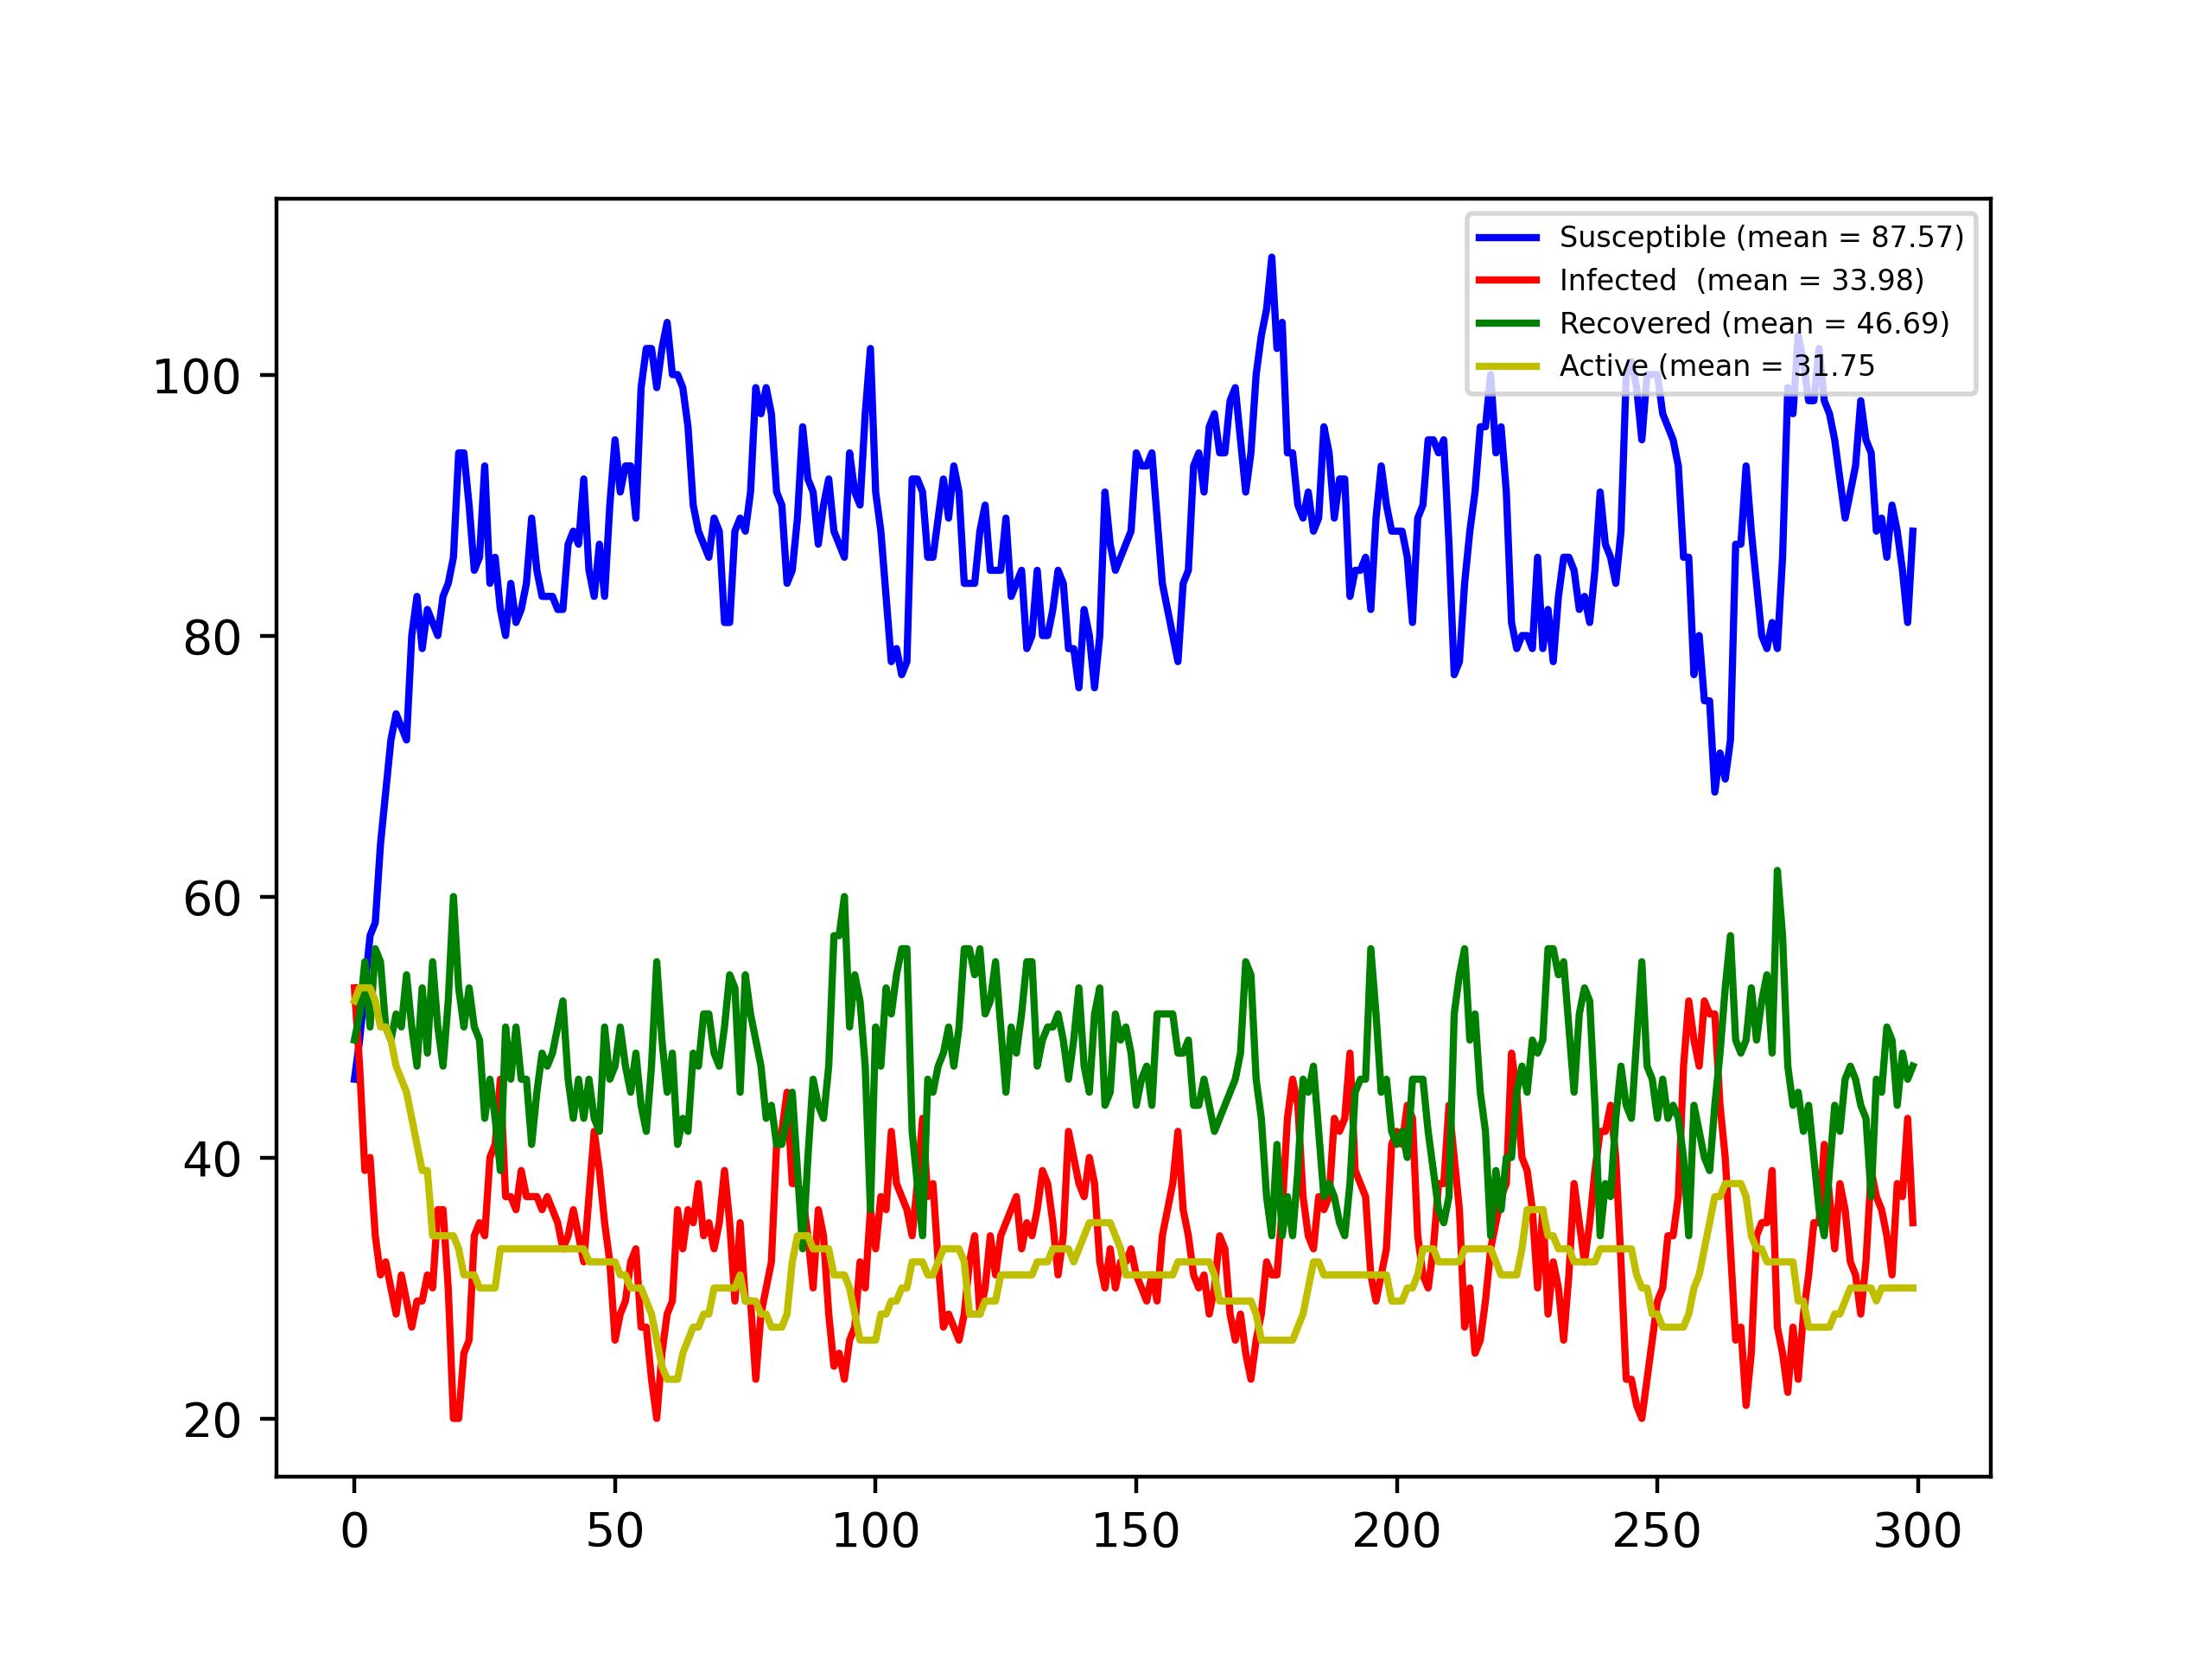 Susceptible (mean = 87.57)
Infected  (mean = 33.98)
Recovered (mean = 46.69)
Active (mean = 31.75
100
80
60
40
20
0 50 100 150 200 250 300